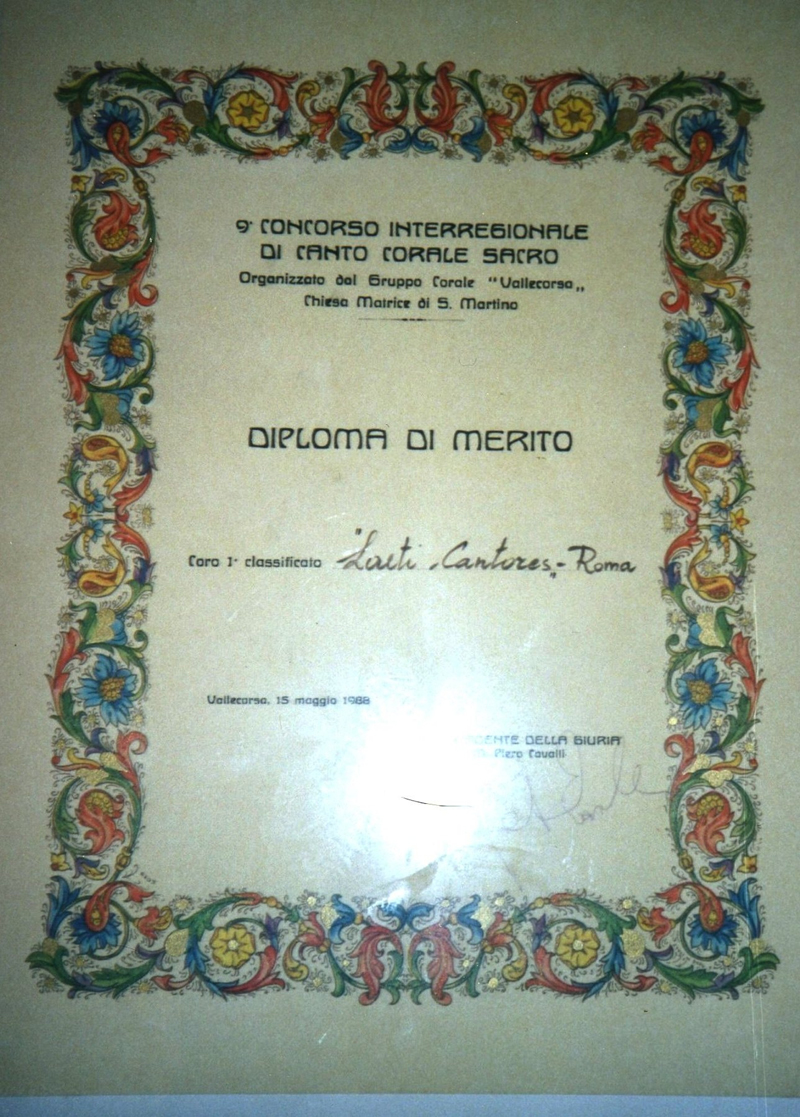 9° CONCORSO INTERREGIONALE
DI CANTO CORALE SACRO
Organizzato dal Gruppo Corale "Vallecorsa„
Chiesa Matrice di S. Martino
DIPLOMA DI MERITO
Coro 1° classificato "Laeti Cantores„ - Roma
Vallecorsa, 15 maggio 1988
DELLA GIURIA
Piero Cavalli